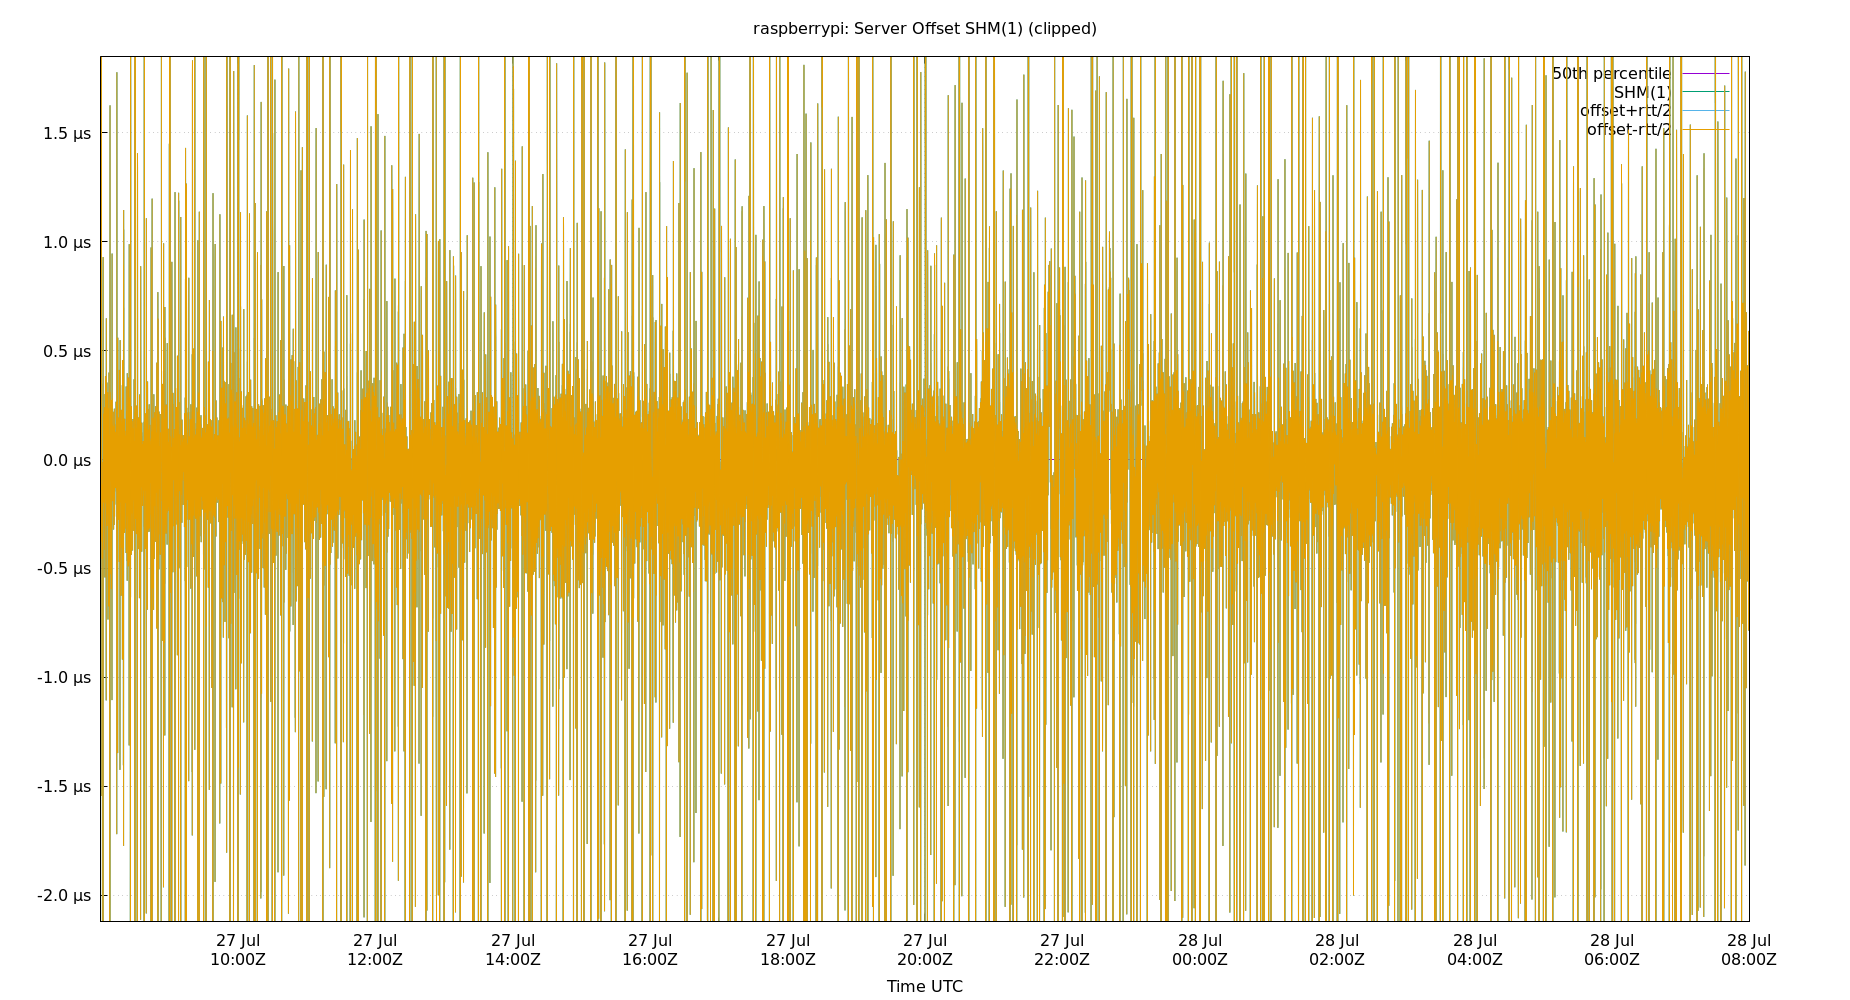 raspberrypi: Server Offset SHM(1) (clipped)
50th percentile
SHM(1)
offset+rtt/2
offset-rtt/2
1.5 µs
1.0 µs
0.5 µs
0.0 µs
-0.5 µs
-1.0 µs
-1.5 µs
-2.0 µs
27 Jul 27 Jul 27 Jul 27 Jul 27 Jul 27 Jul 27 Jul 28 Jul 28 Jul 28 Jul 28 Jul 28 Jul
10:00Z 12:00Z 14:00Z 16:00Z 18:00Z 20:00Z 22:00Z 00:00Z 02:00Z 04:00Z 06:00Z 08:00Z
Time UTC